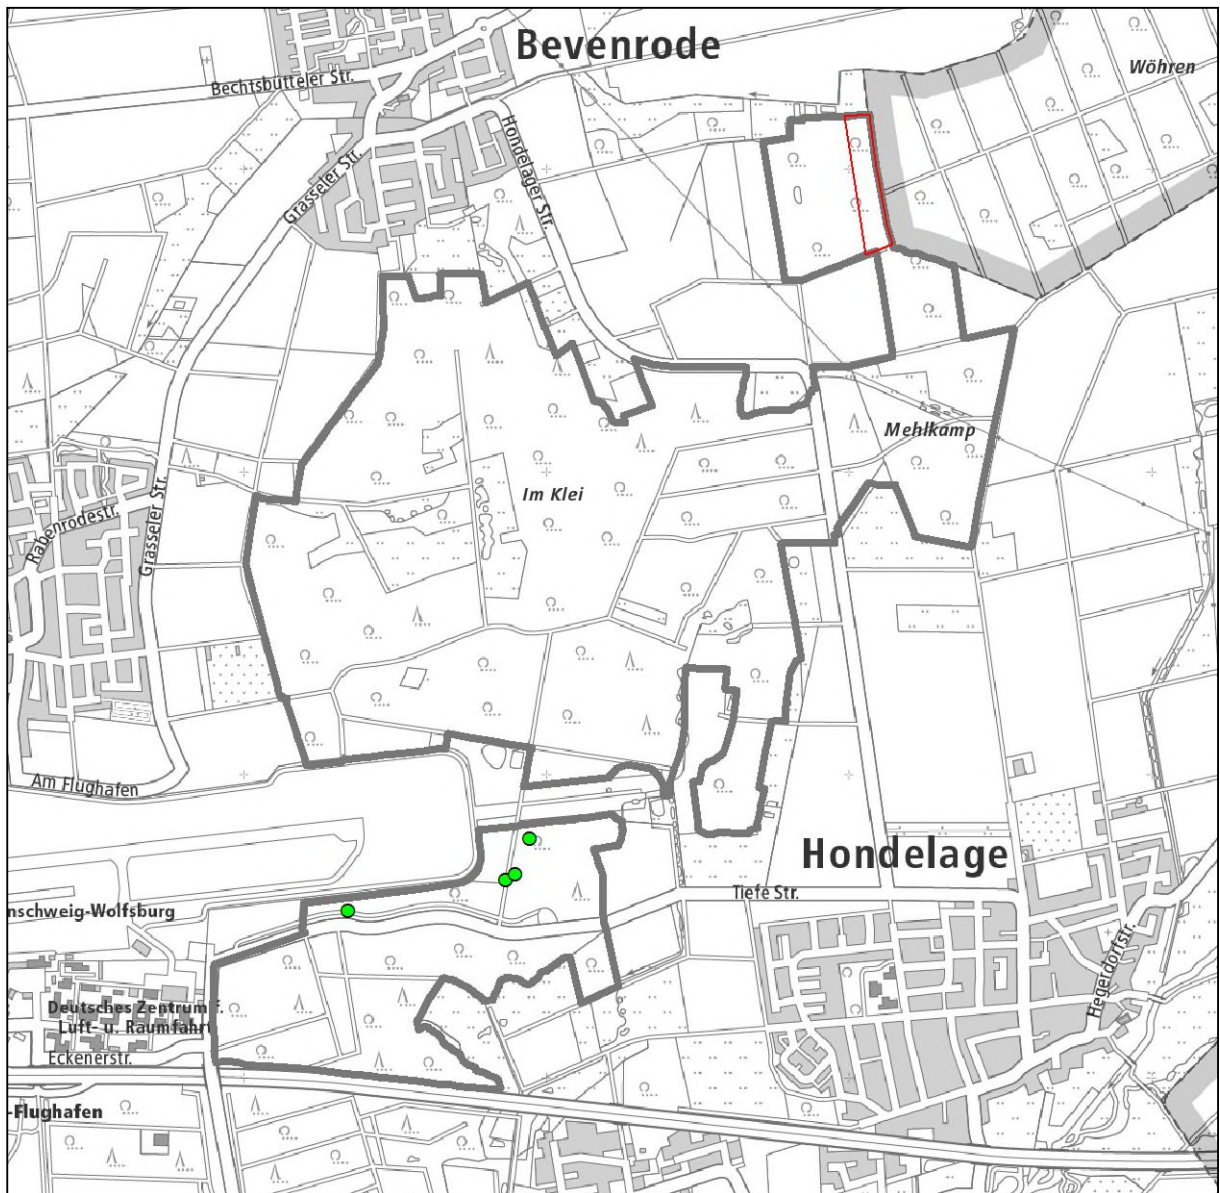 Bevenrode
Wöhren
Bechtsbütteler Str.
Hondelager Str.
Grasseler Str.
Mehlkamp
Im Klei
Rabenrodestr.
Grasseler Str.
Am Flughafen
Hondelage
Tiefe Str.
nschweig-Wolfsburg
Hegerdorfstr.
Deutsches Zentrum f.
Luft- u. Raumfahrt
Eckenerstr.
-Flughafen